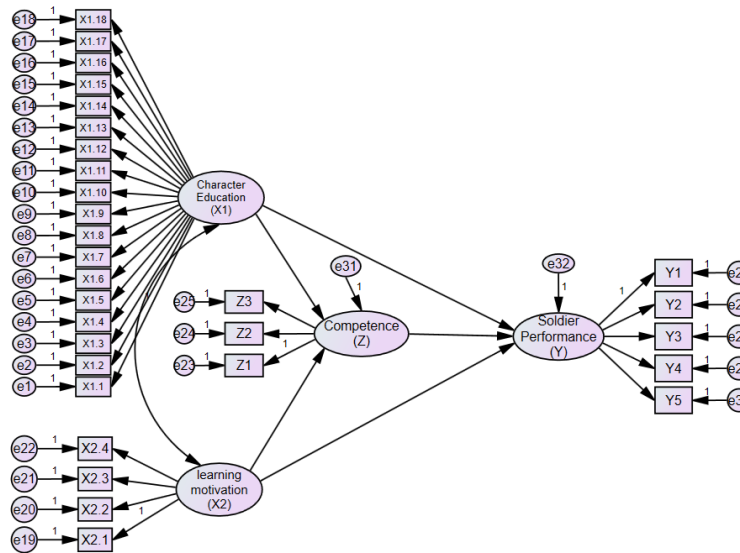 e18 1 X1.18
e17 1 X1.17
e16 1 X1.16
e15 1 X1.15
e14 1 X1.14
e13 1 X1.13
e12 1 X1.12
e11 1 X1.11
e10 1 X1.10
e9 1 X1.9
e8 1 X1.8
e7 1 X1.7
e6 1 X1.6
e5 1 X1.5
e4 1 X1.4
e3 1 X1.3
e2 1 X1.2
e1 1 X1.1
Character
Education
(X1)
e31
1
e25 1 Z3
e24 1 Z2
e23 1 Z1
1
Competence
(Z)
e32
1
Soldier
Performance
(Y)
1
Y1 1
Y2 1
Y3 1
Y4 1
Y5 1
e22 1 X2.4
e21 1 X2.3
e20 1 X2.2
e19 1 X2.1
1
learning
motivation
(X2)